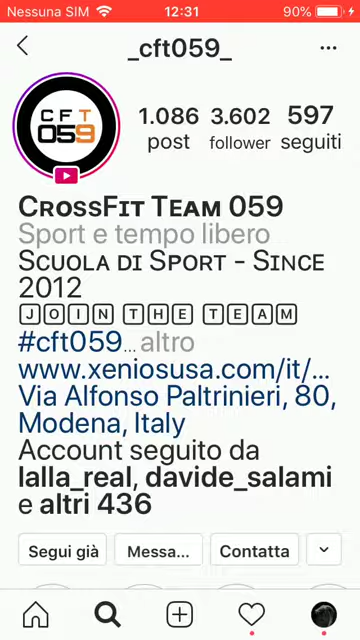 Nessuna SIM 12:31 90%
_cft059_
CFT
059
1.086 3.602 597
post follower seguiti
CROSSFIT TEAM 059
Sport e tempo libero
SCUOLA DI SPORT - SINCE
2012
🄹🄾🄸🄽 🅃🄷🄴 🅃🄴🄰🄼
#cft059... altro
www.xeniosusa.com/it/...
Via Alfonso Paltrinieri, 80,
Modena, Italy
Account seguito da
lalla_real, davide_salami
e altri 436
Segui già Messa... Contatta